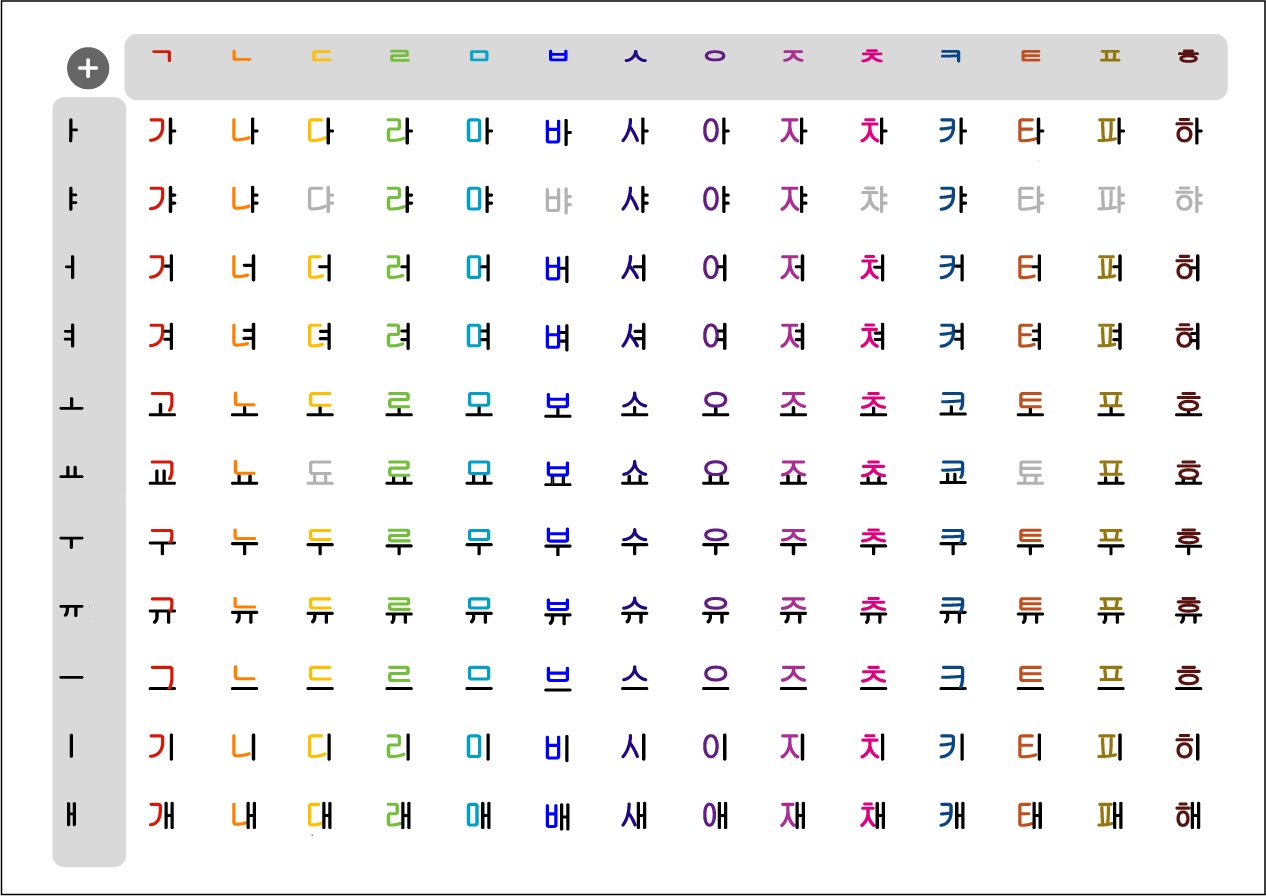 + ㄱ ㄴ ㄷ ㄹ ㅁ ㅂ ㅅ ㅇ ㅈ ㅊ ㅋ ㅌ ㅍ ㅎ
ㅏ 가 나 다 라 마 바 사 아 자 차 카 타 파 하
ㅑ 갸 냐 댜 랴 먀 뱌 샤 야 쟈 챠 캬 탸 퍄 햐
ㅓ 거 너 더 러 머 버 서 어 저 처 커 터 퍼 허
ㅕ 겨 녀 뎌 려 며 벼 셔 여 져 쳐 켜 텨 펴 혀
ㅗ 고 노 도 로 모 보 소 오 조 초 코 토 포 호
ㅛ 교 뇨 됴 료 묘 뵤 쇼 요 죠 쵸 쿄 툐 표 효
ㅜ 구 누 두 루 무 부 수 우 주 추 쿠 투 푸 후
ㅠ 규 뉴 듀 류 뮤 뷰 슈 유 쥬 츄 큐 튜 퓨 휴
ㅡ 그 느 드 르 므 브 스 으 즈 츠 크 트 프 흐
ㅣ 기 니 디 리 미 비 시 이 지 치 키 티 피 히
ㅐ 개 내 대 래 매 배 새 애 재 채 캐 태 패 해